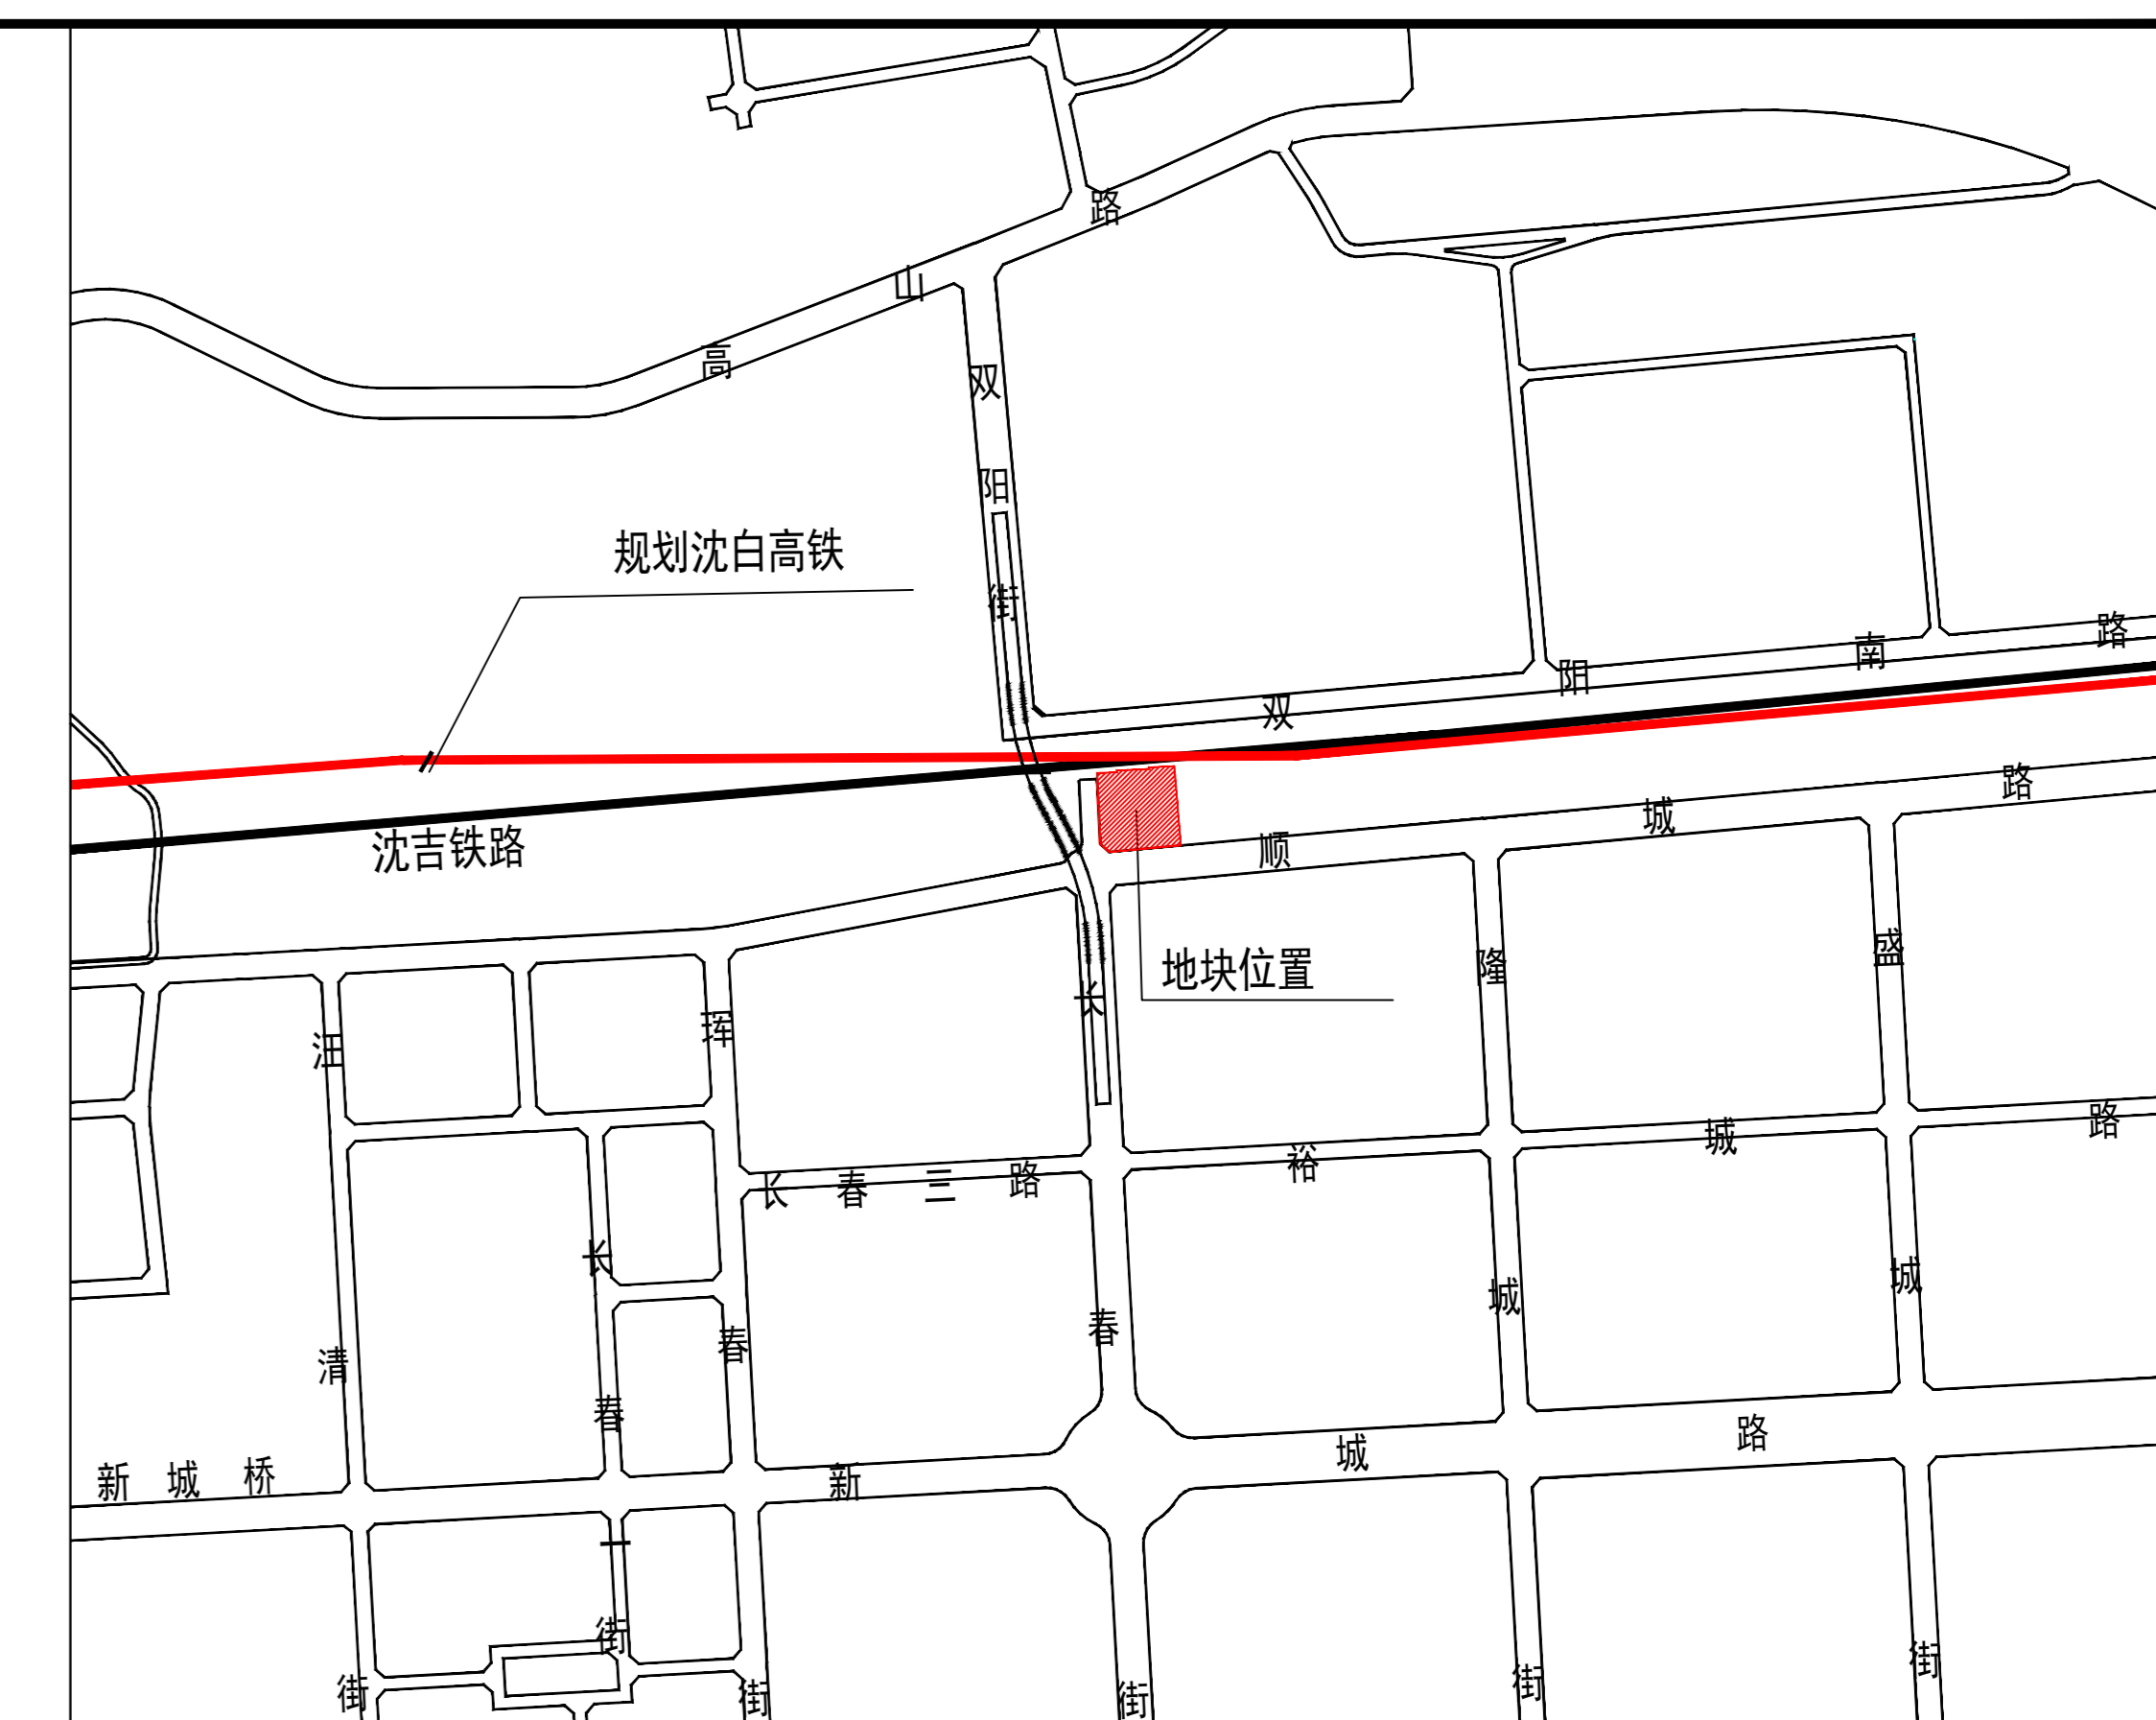 高山路
双阳街
规划沈白高铁
双阳南路
沈吉铁路
顺城路
地块位置
汪清街
珲春街
长春街
隆城街
盛城街
长春三路
裕城路
长春一街
新城桥
新城路